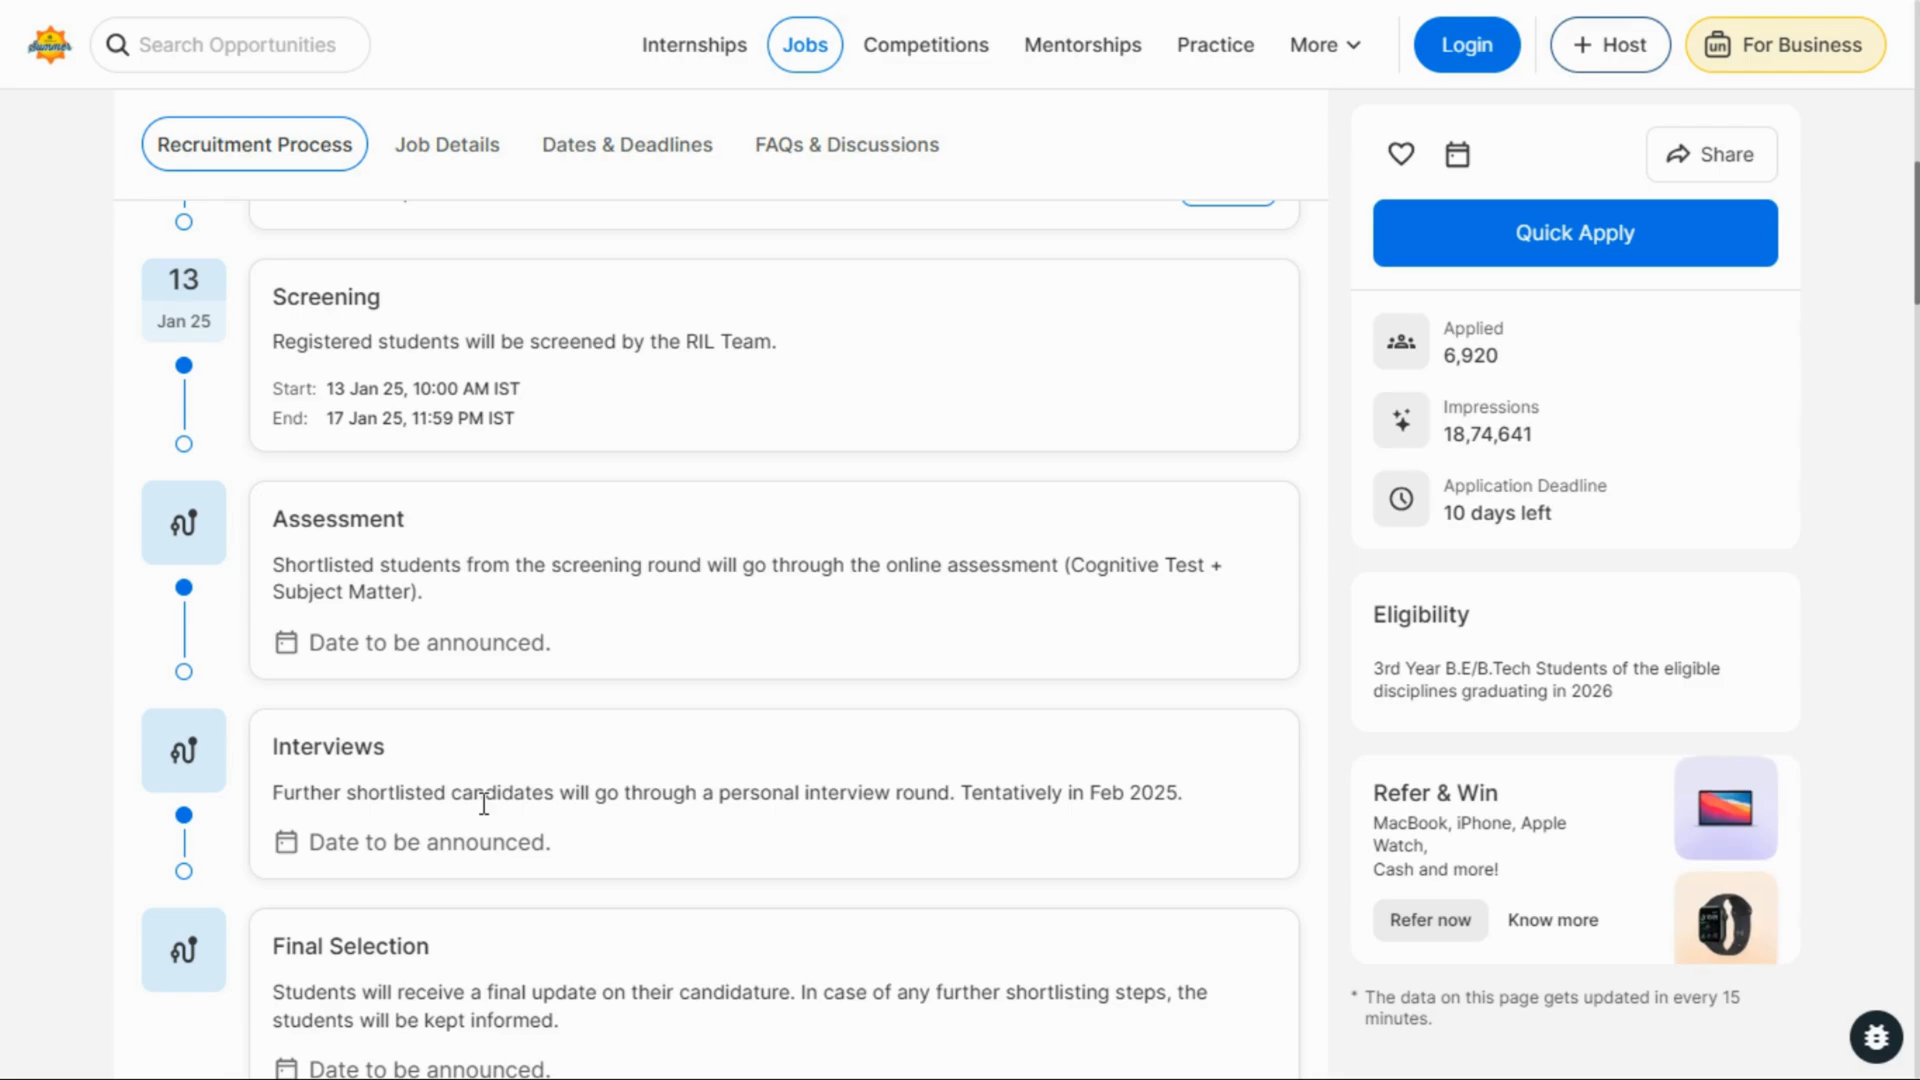 Summer
Search Opportunities
Internships
Jobs
Competitions
Mentorships
Practice
More
Login
+ Host
un
For Business
Recruitment Process
Job Details
Dates & Deadlines
FAQs & Discussions
13
Jan 25
Screening
Registered students will be screened by the RIL Team.
Start: 13 Jan 25, 10:00 AM IST
End: 17 Jan 25, 11:59 PM IST
Assessment
Shortlisted students from the screening round will go through the online assessment (Cognitive Test +
Subject Matter).
Date to be announced.
Interviews
Further shortlisted candidates will go through a personal interview round. Tentatively in Feb 2025.
Date to be announced.
Final Selection
Students will receive a final update on their candidature. In case of any further shortlisting steps, the
students will be kept informed.
Date to be announced.
Share
Quick Apply
Applied
6,920
Impressions
18,74,641
Application Deadline
10 days left
Eligibility
3rd Year B.E/B.Tech Students of the eligible
disciplines graduating in 2026
Refer & Win
MacBook, iPhone, Apple
Watch,
Cash and more!
Refer now
Know more
* The data on this page gets updated in every 15
minutes.